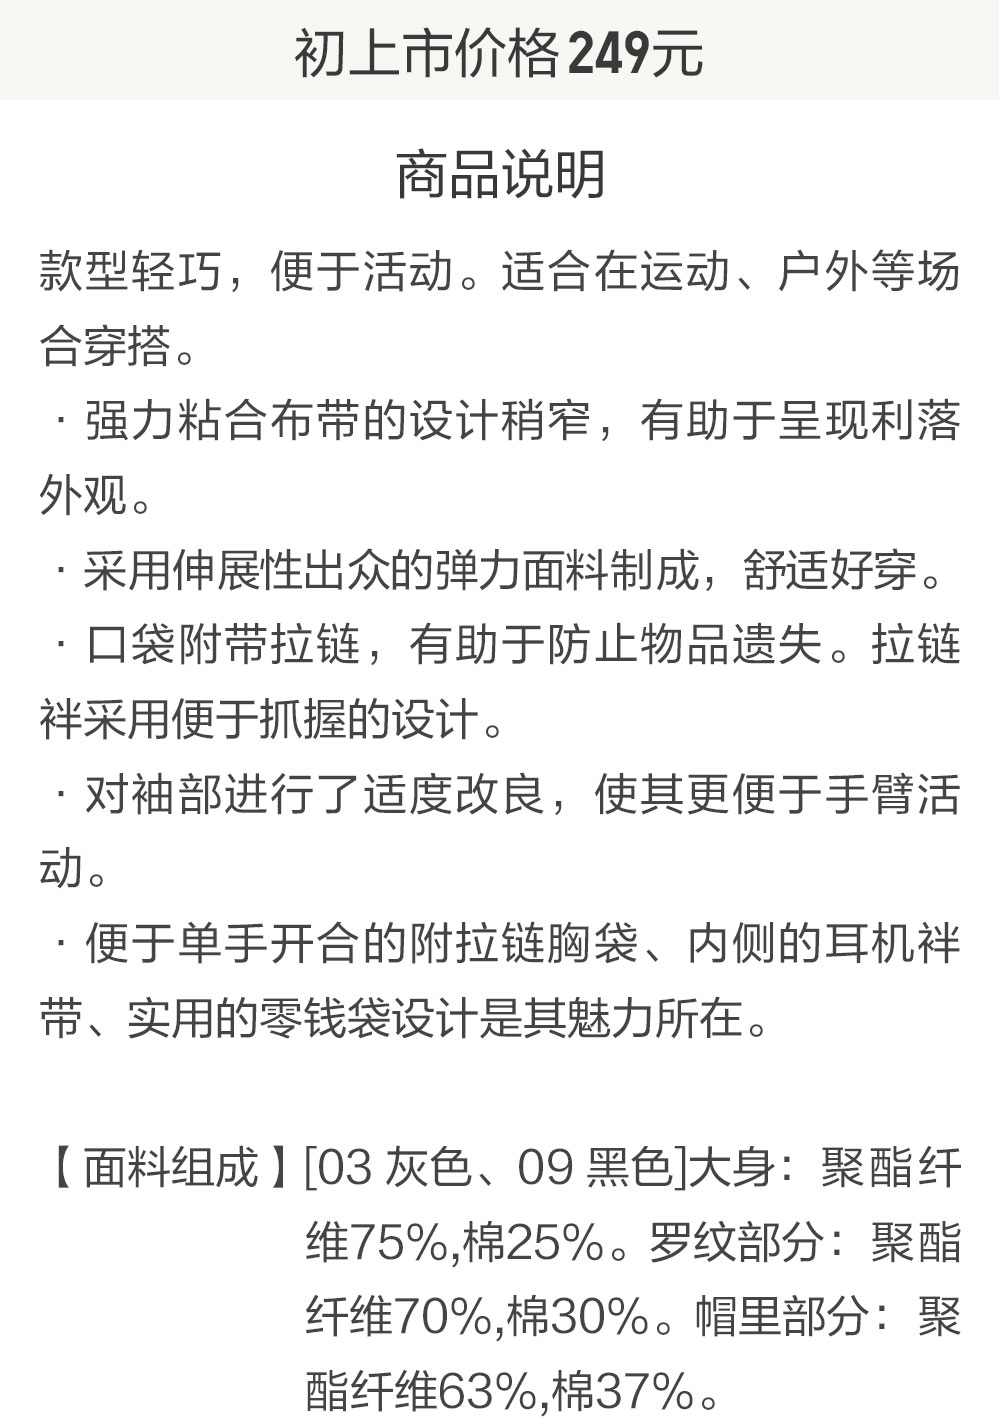 初上市价格249元
商品说明
款型轻巧，便于活动。适合在运动、户外等场
合穿搭。
· 强力粘合布带的设计稍窄，有助于呈现利落
外观。
· 采用伸展性出众的弹力面料制成，舒适好穿。
· 口袋附带拉链，有助于防止物品遗失。拉链
袢采用便于抓握的设计。
· 对袖部进行了适度改良，使其更便于手臂活
动。
· 便于单手开合的附拉链胸袋、内侧的耳机袢
带、实用的零钱袋设计是其魅力所在。
【面料组成】[03 灰色、09 黑色]大身：聚酯纤
维75%,棉25%。罗纹部分：聚酯
纤维70%,棉30%。帽里部分：聚
酯纤维63%,棉37%。